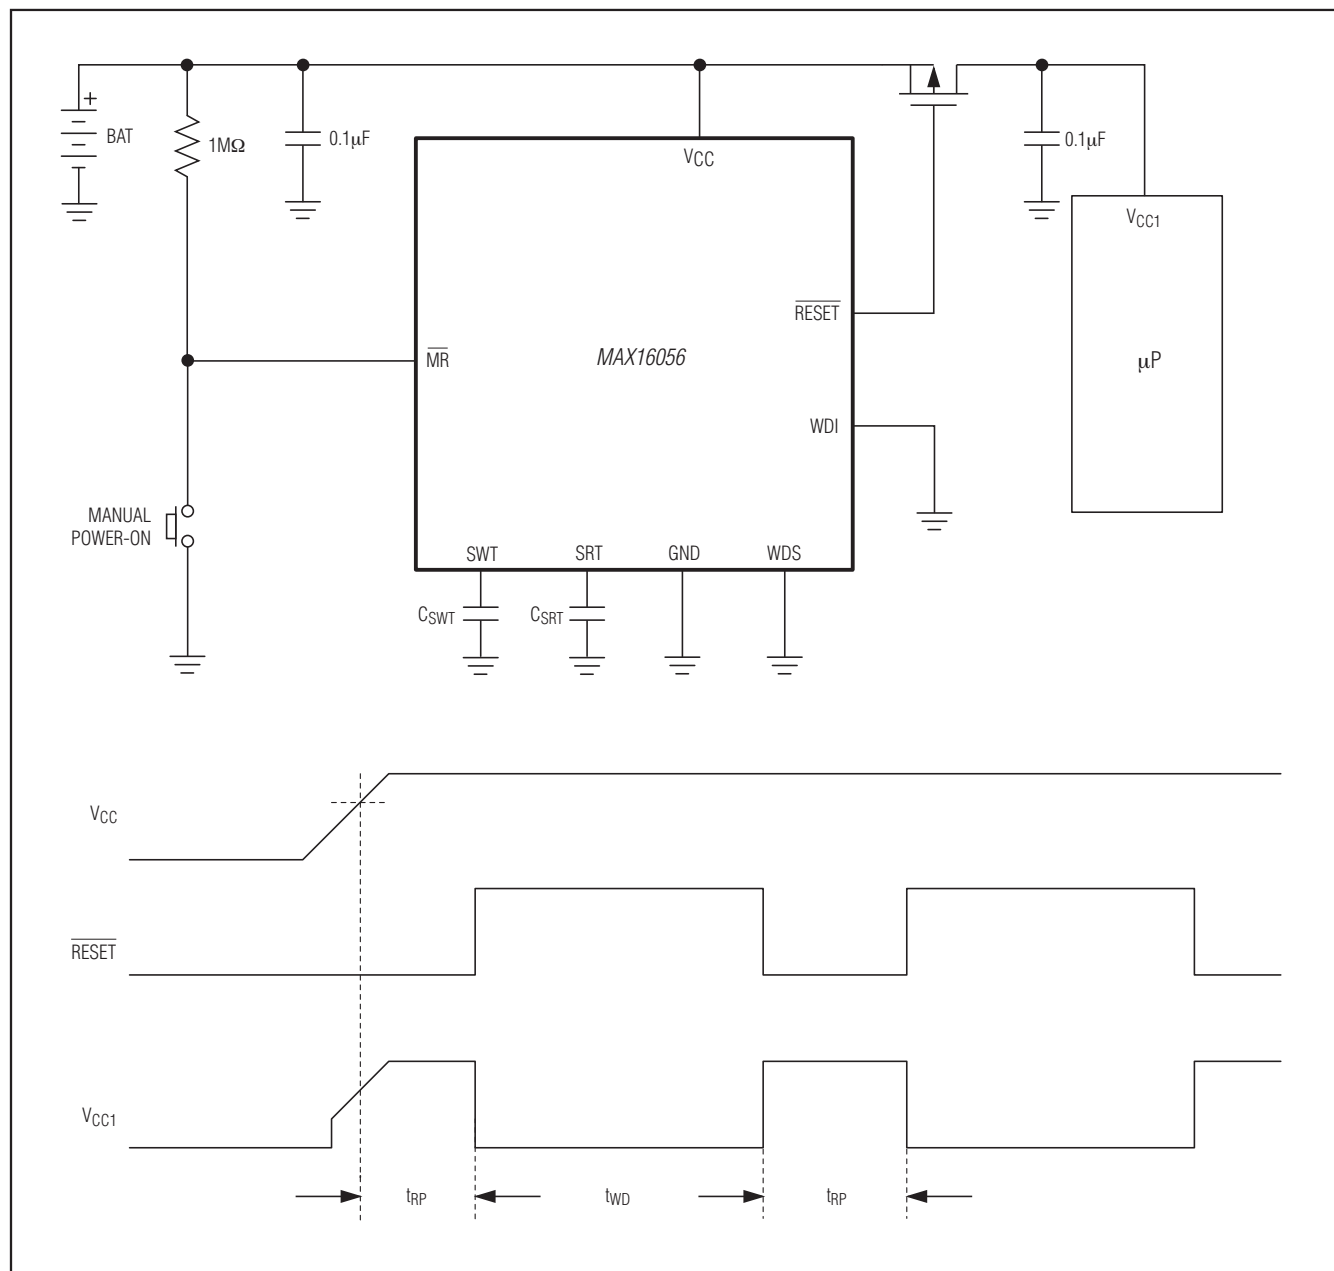 +
BAT
1MΩ
0.1µF
VCC
0.1µF
VCC1
RESET
MR
MAX16056
µP
WDI
MANUAL
POWER-ON
SWT
SRT
GND
WDS
CSWT
CSRT
VCC
RESET
VCC1
tRP
tWD
tRP